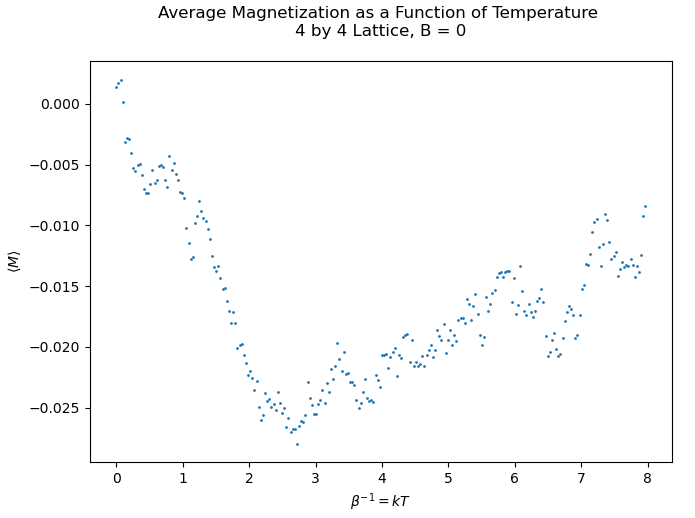 Average Magnetization as a Function of Temperature
4 by 4 Lattice, B = 0
0.000
−0.005
−0.010
−0.015
−0.020
−0.025
⟨M⟩
0 1 2 3 4 5 6 7 8
β⁻¹ = kT